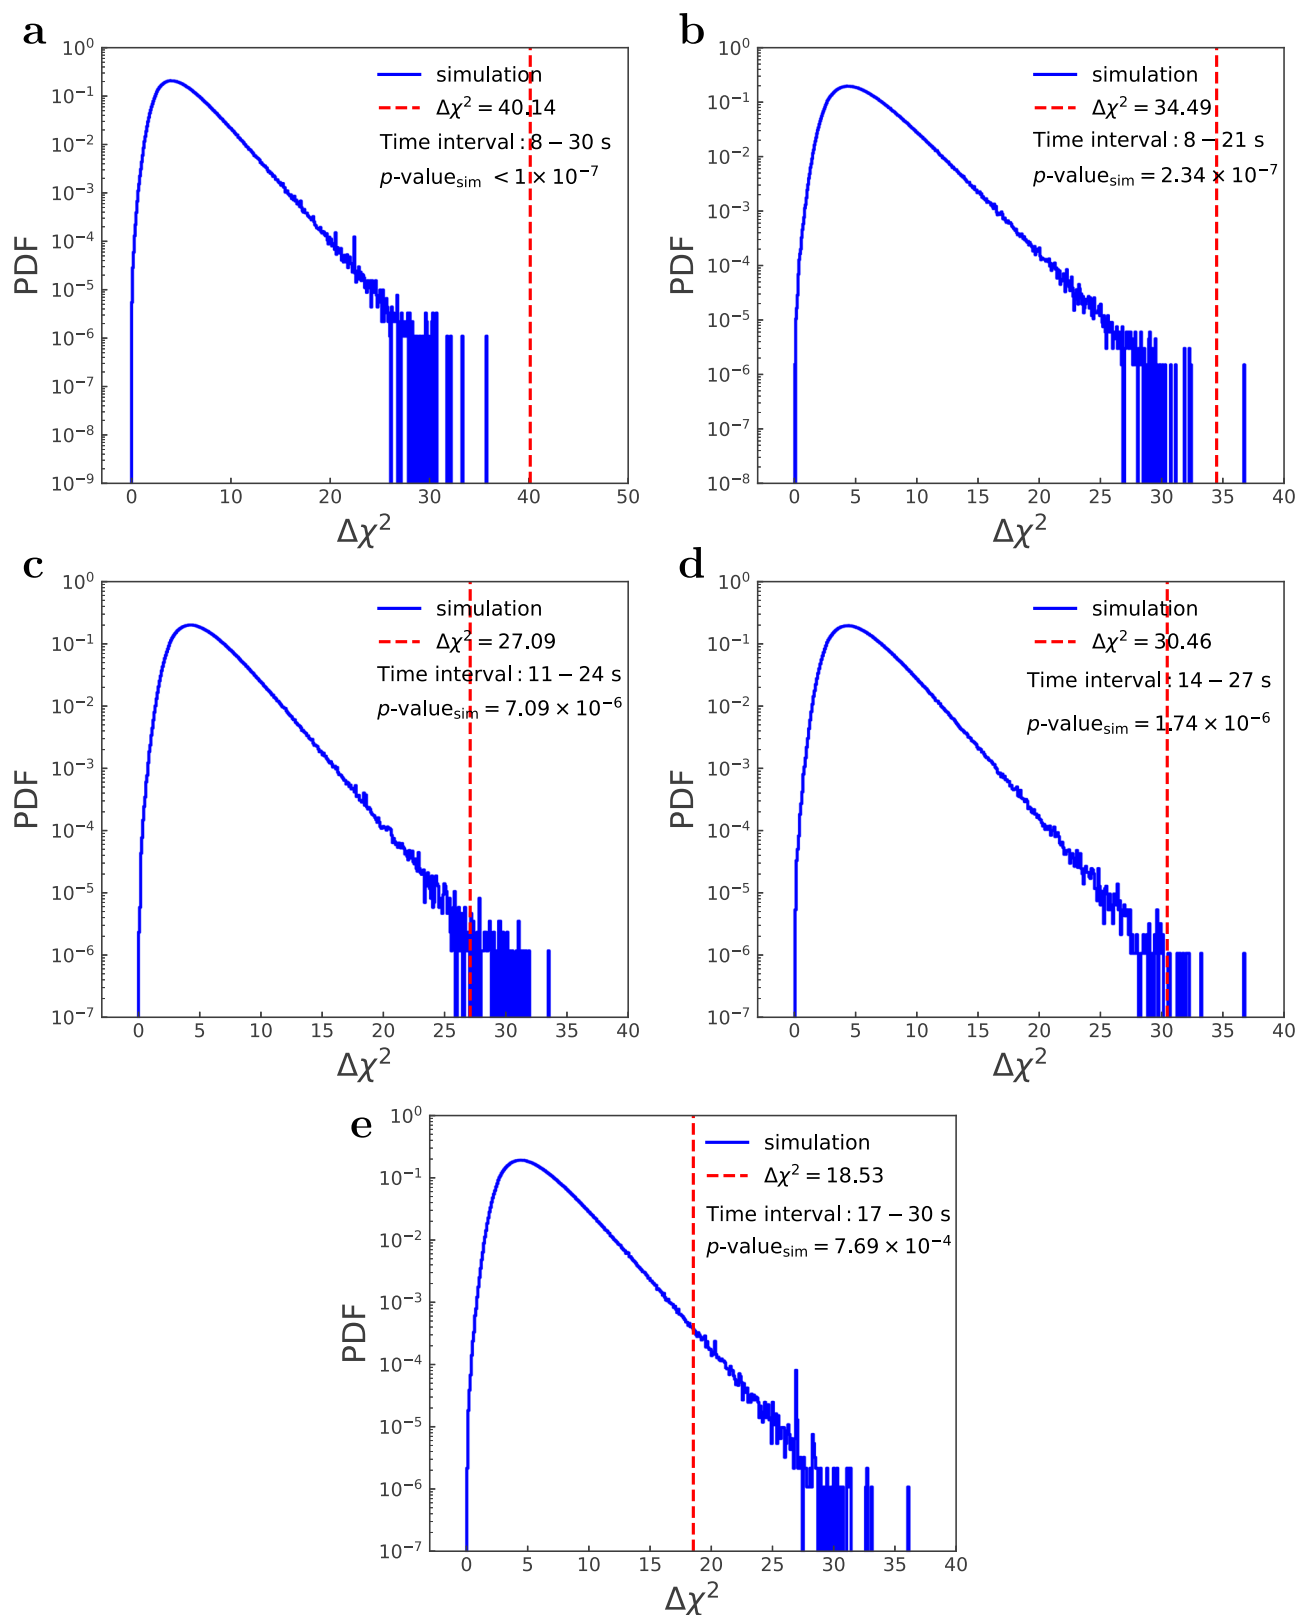 a
10⁰
10⁻¹
10⁻²
10⁻³
10⁻⁴
10⁻⁵
10⁻⁶
10⁻⁷
10⁻⁸
10⁻⁹
PDF
simulation
Δχ² = 40.14
Time interval : 8 − 30 s
p-value_sim < 1 × 10⁻⁷
0 10 20 30 40 50
Δχ²
b
10⁰
10⁻¹
10⁻²
10⁻³
10⁻⁴
10⁻⁵
10⁻⁶
10⁻⁷
10⁻⁸
PDF
simulation
Δχ² = 34.49
Time interval : 8 − 21 s
p-value_sim = 2.34 × 10⁻⁷
0 5 10 15 20 25 30 35 40
Δχ²
c
10⁰
10⁻¹
10⁻²
10⁻³
10⁻⁴
10⁻⁵
10⁻⁶
10⁻⁷
PDF
simulation
Δχ² = 27.09
Time interval : 11 − 24 s
p-value_sim = 7.09 × 10⁻⁶
0 5 10 15 20 25 30 35 40
Δχ²
d
10⁰
10⁻¹
10⁻²
10⁻³
10⁻⁴
10⁻⁵
10⁻⁶
10⁻⁷
PDF
simulation
Δχ² = 30.46
Time interval : 14 − 27 s
p-value_sim = 1.74 × 10⁻⁶
0 5 10 15 20 25 30 35 40
Δχ²
e
10⁰
10⁻¹
10⁻²
10⁻³
10⁻⁴
10⁻⁵
10⁻⁶
10⁻⁷
PDF
simulation
Δχ² = 18.53
Time interval : 17 − 30 s
p-value_sim = 7.69 × 10⁻⁴
0 5 10 15 20 25 30 35 40
Δχ²